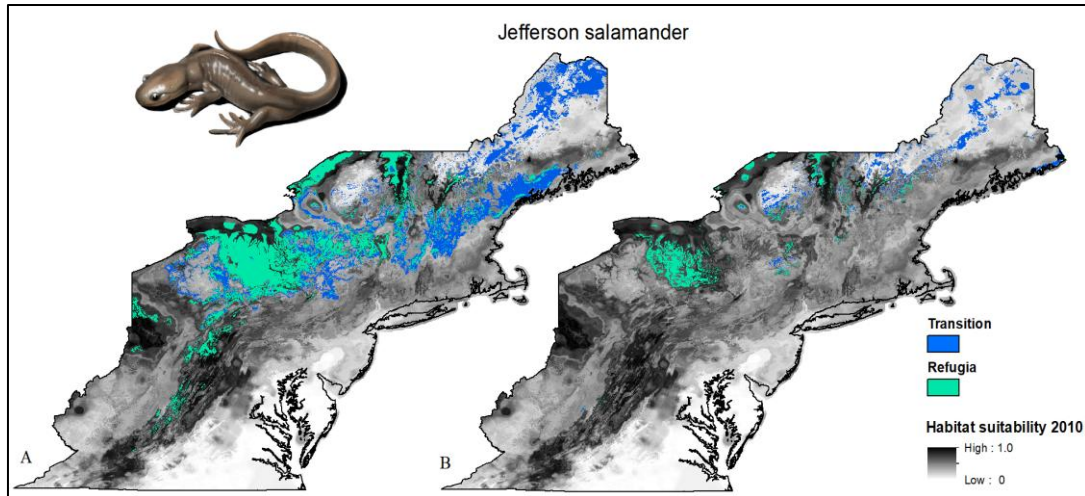 Jefferson salamander
A
B
Transition
Refugia
Habitat suitability 2010
High : 1.0
Low : 0